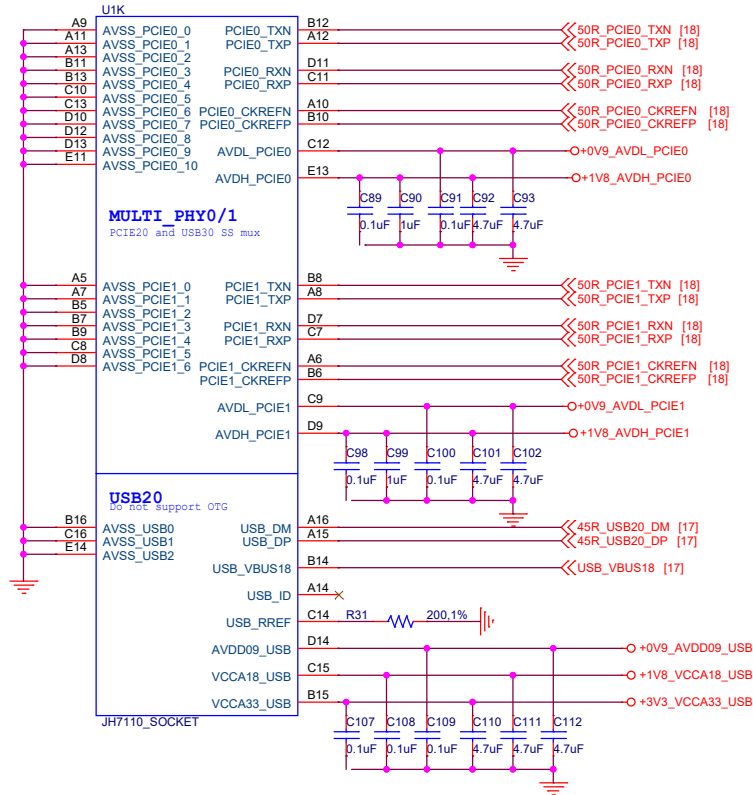 U1K
A9 AVSS_PCIE0_0 PCIE0_TXN B12 50R_PCIE0_TXN [18]
A11 AVSS_PCIE0_1 PCIE0_TXP A12 50R_PCIE0_TXP [18]
A13 AVSS_PCIE0_2
B11 AVSS_PCIE0_3 PCIE0_RXN D11 50R_PCIE0_RXN [18]
B13 AVSS_PCIE0_4 PCIE0_RXP C11 50R_PCIE0_RXP [18]
C10 AVSS_PCIE0_5
C13 AVSS_PCIE0_6 PCIE0_CKREFN A10 50R_PCIE0_CKREFN [18]
D10 AVSS_PCIE0_7 PCIE0_CKREFP B10 50R_PCIE0_CKREFP [18]
D12 AVSS_PCIE0_8
D13 AVSS_PCIE0_9 AVDL_PCIE0 C12 +0V9_AVDL_PCIE0
E11 AVSS_PCIE0_10
AVDH_PCIE0 E13 +1V8_AVDH_PCIE0
C89 C90 C91 C92 C93
0.1uF 1uF 0.1uF 4.7uF 4.7uF
MULTI_PHY0/1
PCIE20 and USB30 SS mux
A5 AVSS_PCIE1_0 PCIE1_TXN B8 50R_PCIE1_TXN [18]
A7 AVSS_PCIE1_1 PCIE1_TXP A8 50R_PCIE1_TXP [18]
B5 AVSS_PCIE1_2
B7 AVSS_PCIE1_3 PCIE1_RXN D7 50R_PCIE1_RXN [18]
B9 AVSS_PCIE1_4 PCIE1_RXP C7 50R_PCIE1_RXP [18]
C8 AVSS_PCIE1_5
D8 AVSS_PCIE1_6 PCIE1_CKREFN A6 50R_PCIE1_CKREFN [18]
PCIE1_CKREFP B6 50R_PCIE1_CKREFP [18]
AVDL_PCIE1 C9 +0V9_AVDL_PCIE1
AVDH_PCIE1 D9 +1V8_AVDH_PCIE1
C98 C99 C100 C101 C102
0.1uF 1uF 0.1uF 4.7uF 4.7uF
USB20
Do not support OTG
B16 AVSS_USB0 USB_DM A16 45R_USB20_DM [17]
C16 AVSS_USB1 USB_DP A15 45R_USB20_DP [17]
E14 AVSS_USB2
USB_VBUS18 B14 USB_VBUS18 [17]
USB_ID A14
USB_RREF C14 R31 200,1%
AVDD09_USB D14 +0V9_AVDD09_USB
VCCA18_USB C15 +1V8_VCCA18_USB
VCCA33_USB B15 +3V3_VCCA33_USB
JH7110_SOCKET
C107 C108 C109 C110 C111 C112
0.1uF 0.1uF 0.1uF 4.7uF 4.7uF 4.7uF